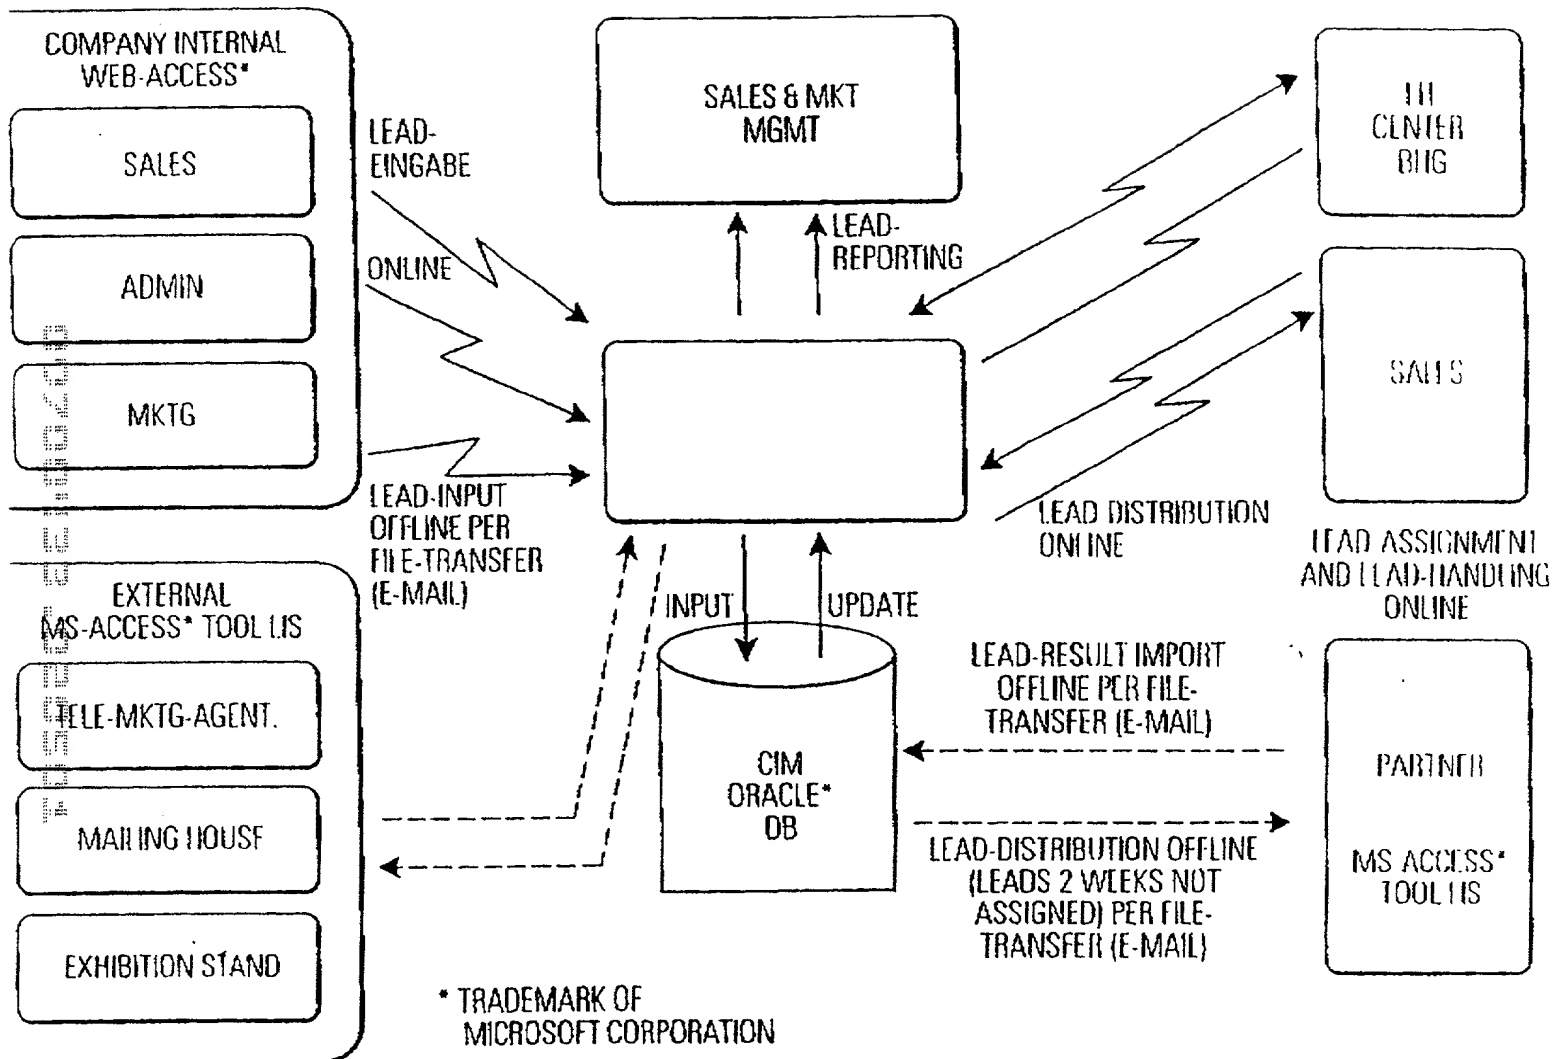 COMPANY INTERNAL
WEB-ACCESS*
SALES
ADMIN
MKTG
LEAD-
EINGABE
ONLINE
LEAD-INPUT
OFFLINE PER
FILE-TRANSFER
(E-MAIL)
SALES & MKT
MGMT
LEAD-
REPORTING
CENTER
SALES
LEAD DISTRIBUTION
ONLINE
LEAD ASSIGNMENT
AND LEAD-HANDLING
ONLINE
EXTERNAL
MS-ACCESS* TOOL LIS
TELE-MKTG-AGENT.
MAILING HOUSE
EXHIBITION STAND
INPUT
UPDATE
CIM
ORACLE*
DB
LEAD-RESULT IMPORT
OFFLINE PER FILE-
TRANSFER (E-MAIL)
LEAD-DISTRIBUTION OFFLINE
(LEADS 2 WEEKS NOT
ASSIGNED) PER FILE-
TRANSFER (E-MAIL)
PARTNER
MS ACCESS*
TOOL LIS
* TRADEMARK OF
MICROSOFT CORPORATION